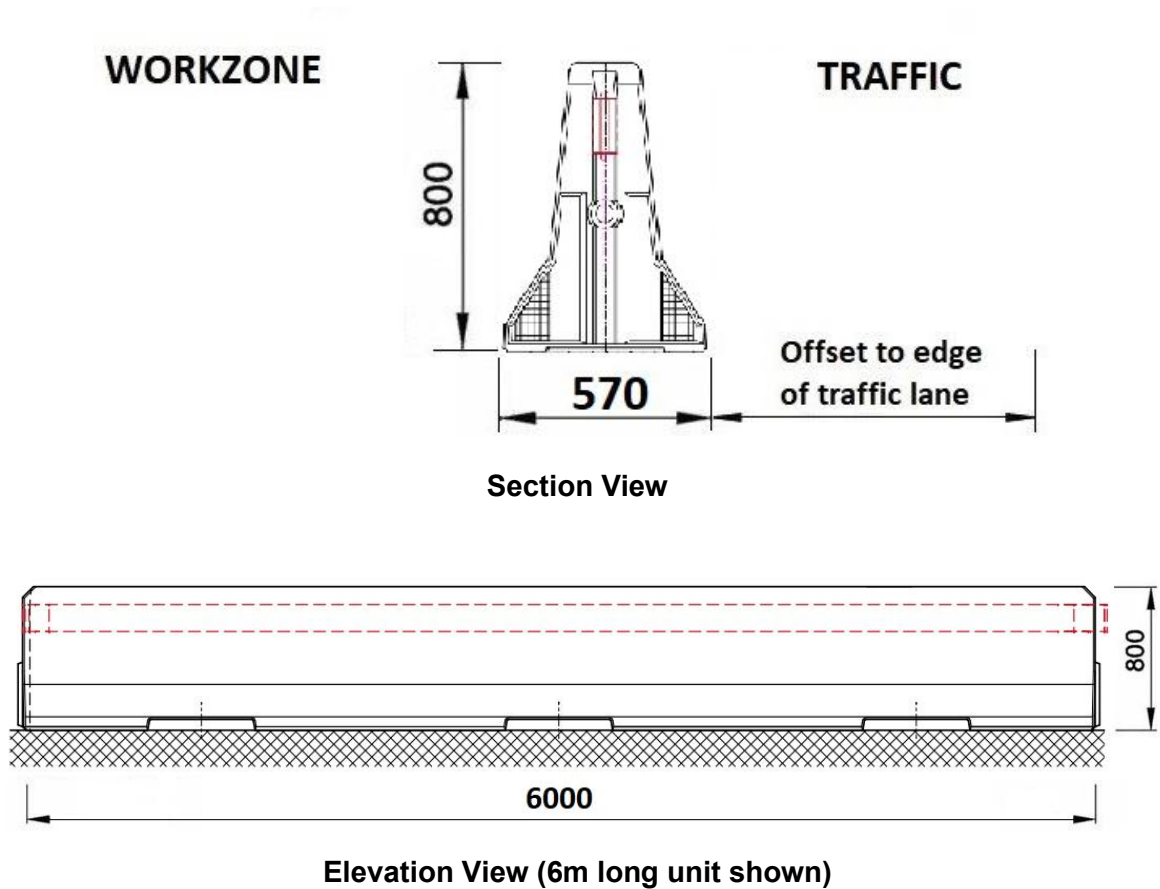 WORKZONE
TRAFFIC
800
570
Offset to edge
of traffic lane
Section View
800
6000
Elevation View (6m long unit shown)